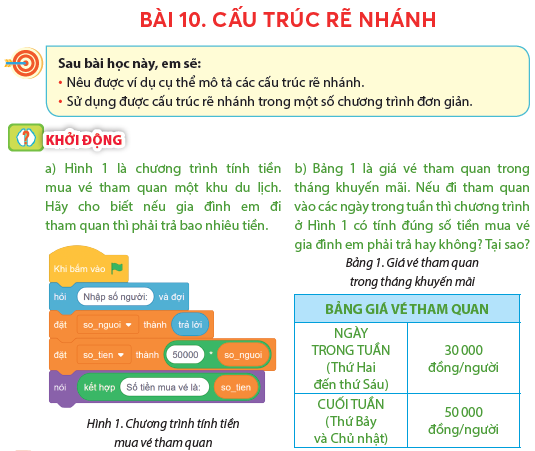 BÀI 10. CẤU TRÚC RẼ NHÁNH
Sau bài học này, em sẽ:
• Nêu được ví dụ cụ thể mô tả các cấu trúc rẽ nhánh.
• Sử dụng được cấu trúc rẽ nhánh trong một số chương trình đơn giản.
KHỞI ĐỘNG
a) Hình 1 là chương trình tính tiền
mua vé tham quan một khu du lịch.
Hãy cho biết nếu gia đình em đi
tham quan thì phải trả bao nhiêu tiền.
Khi bấm vào
hỏi Nhập số người: và đợi
đặt so_nguoi thành trả lời
đặt so_tien thành 50000 * so_nguoi
nói kết hợp Số tiền mua vé là: so_tien
Hình 1. Chương trình tính tiền
mua vé tham quan
b) Bảng 1 là giá vé tham quan trong
tháng khuyến mãi. Nếu đi tham quan
vào các ngày trong tuần thì chương trình
ở Hình 1 có tính đúng số tiền mua vé
gia đình em phải trả hay không? Tại sao?
Bảng 1. Giá vé tham quan
trong tháng khuyến mãi
BẢNG GIÁ VÉ THAM QUAN
NGÀY
TRONG TUẦN
(Thứ Hai
đến thứ Sáu)
30 000
đồng/người
CUỐI TUẦN
(Thứ Bảy
và Chủ nhật)
50 000
đồng/người